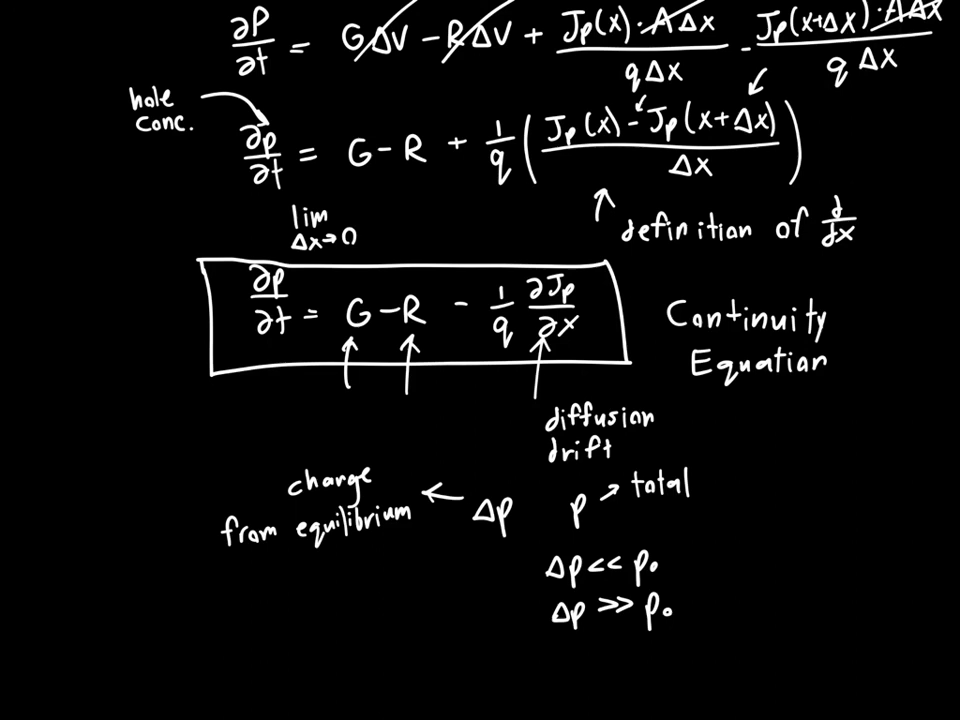 ∂P/∂t = GΔV − RΔV + Jp(x)·AΔx / qΔx − Jp(x+Δx)·AΔx / qΔx
hole
conc.
∂p/∂t = G − R + 1/q ( Jp(x) − Jp(x+Δx) / Δx )
definition of d/dx
lim
Δx→0
∂p/∂t = G − R − 1/q ∂Jp/∂x
Continuity
Equation
diffusion
drift
change
from equilibrium ← Δp
p → total
Δp << p₀
Δp >> p₀